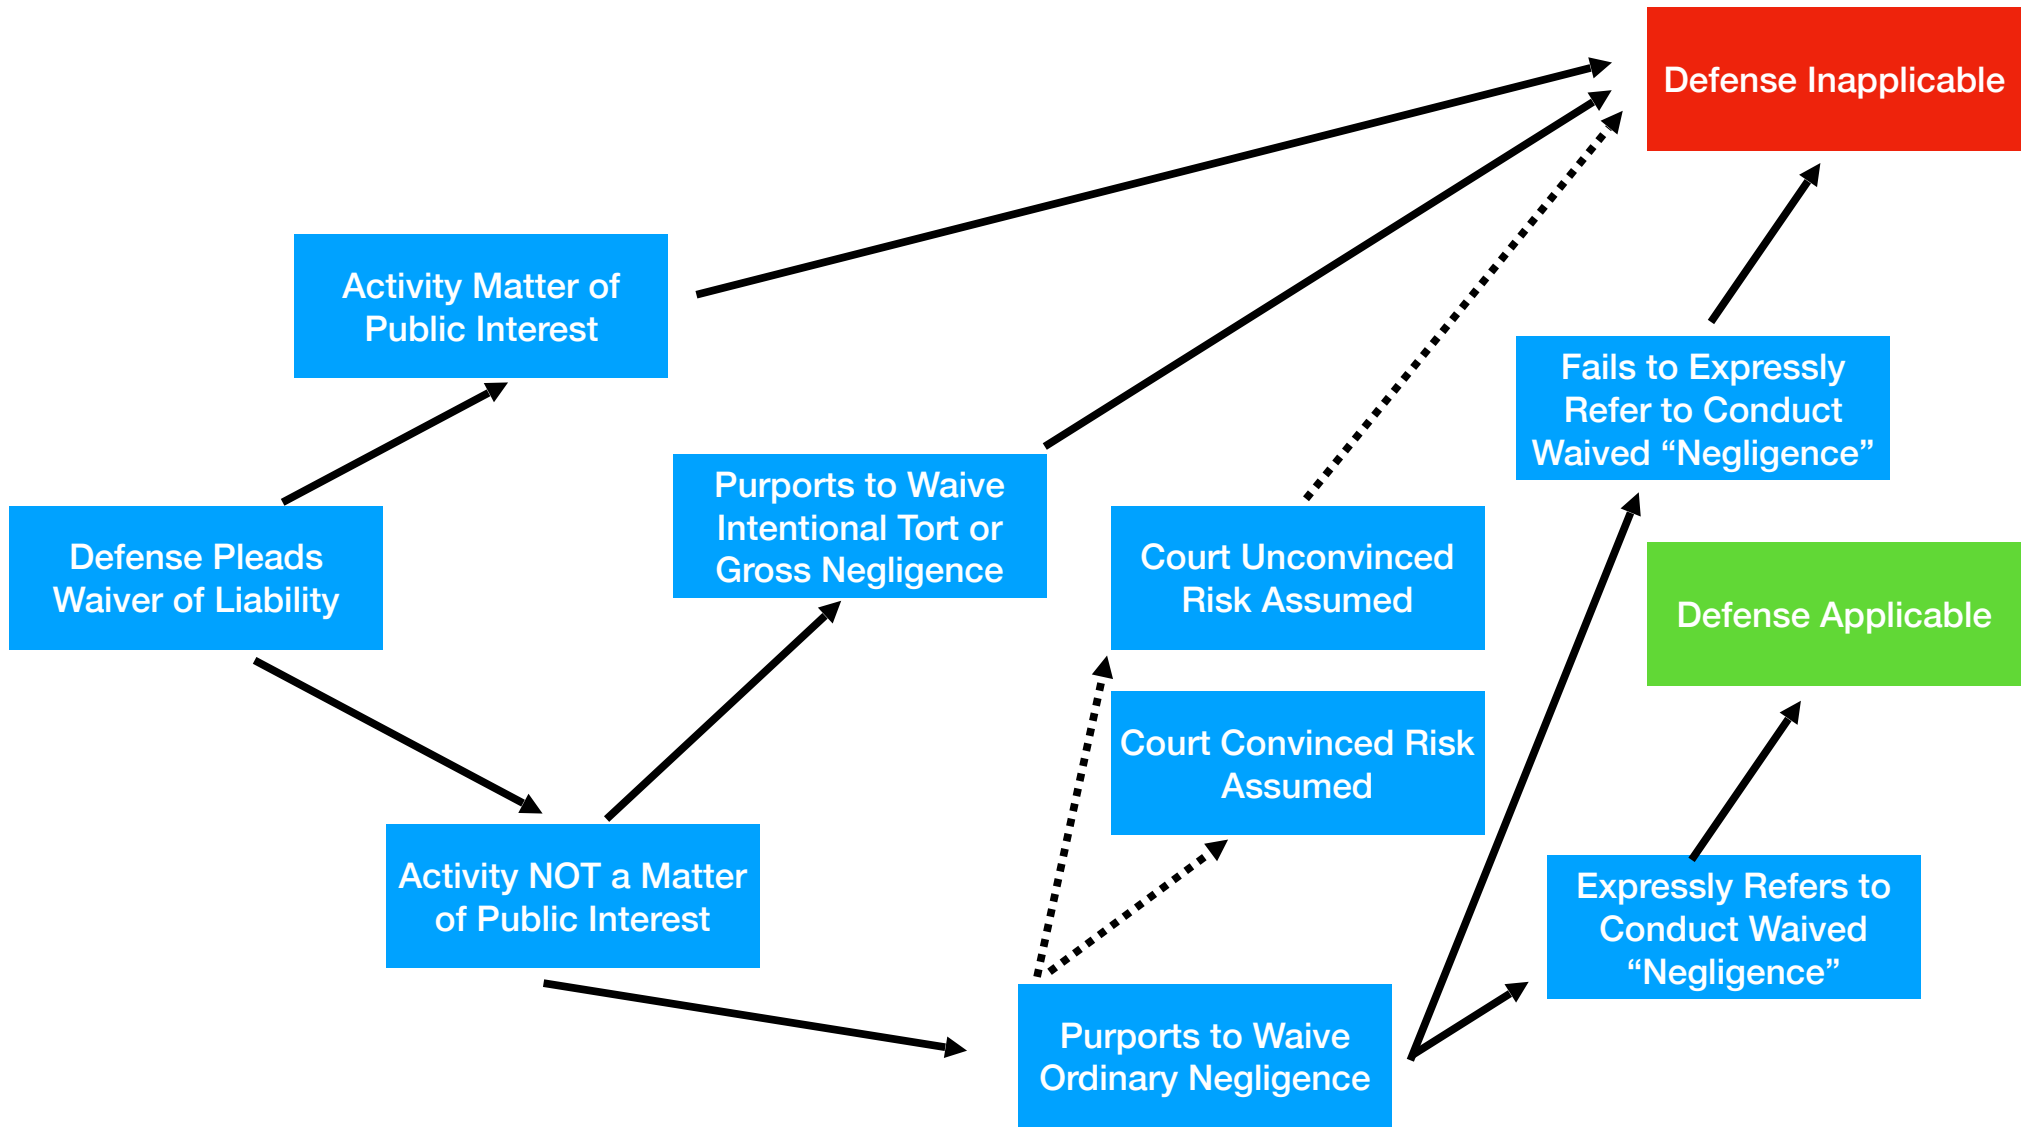 Defense Inapplicable
Activity Matter of
Public Interest
Fails to Expressly
Refer to Conduct
Waived “Negligence”
Purports to Waive
Intentional Tort or
Gross Negligence
Defense Pleads
Waiver of Liability
Court Unconvinced
Risk Assumed
Defense Applicable
Court Convinced Risk
Assumed
Activity NOT a Matter
of Public Interest
Expressly Refers to
Conduct Waived
“Negligence”
Purports to Waive
Ordinary Negligence